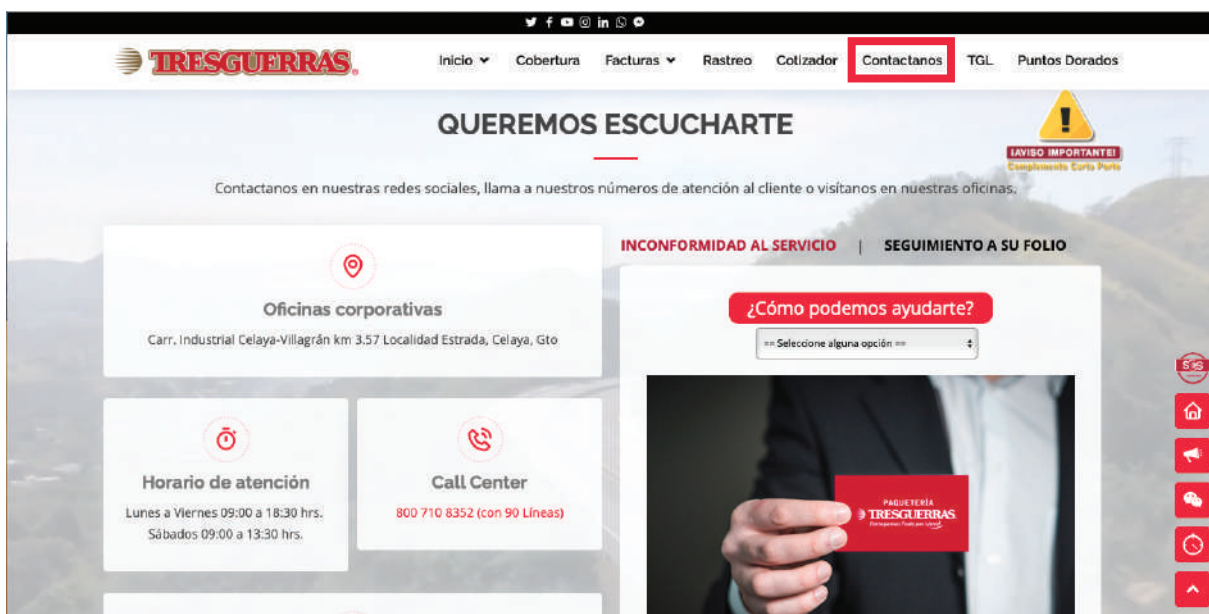 TRESGUERRAS
Inicio
Cobertura
Facturas
Rastreo
Cotizador
Contactanos
TGL
Puntos Dorados
QUEREMOS ESCUCHARTE
¡AVISO IMPORTANTE!
Complemento Carta Porte
Contactanos en nuestras redes sociales, llama a nuestros números de atención al cliente o visítanos en nuestras oficinas.
Oficinas corporativas
Carr. Industrial Celaya-Villagrán km 3.57 Localidad Estrada, Celaya, Gto
Horario de atención
Lunes a Viernes 09:00 a 18:30 hrs.
Sábados 09:00 a 13:30 hrs.
Call Center
800 710 8352 (con 90 Líneas)
INCONFORMIDAD AL SERVICIO | SEGUIMIENTO A SU FOLIO
¿Cómo podemos ayudarte?
== Seleccione alguna opción ==
PAQUETERÍA
TRESGUERRAS
SOS